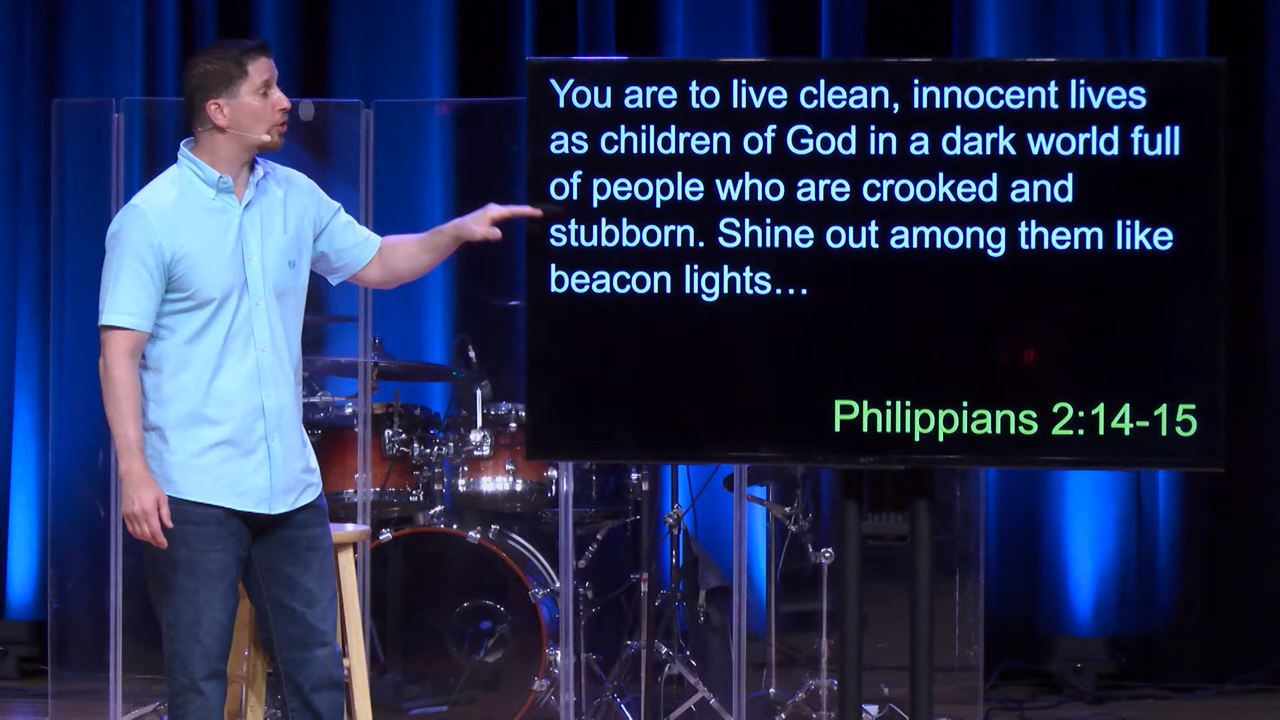 You are to live clean, innocent lives
as children of God in a dark world full
of people who are crooked and
stubborn. Shine out among them like
beacon lights…
Philippians 2:14-15